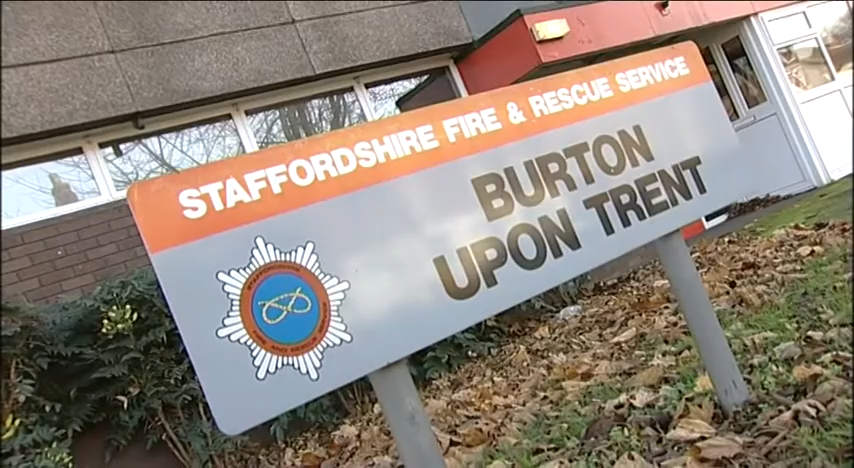 STAFFORDSHIRE FIRE & RESCUE SERVICE
BURTON
UPON TRENT